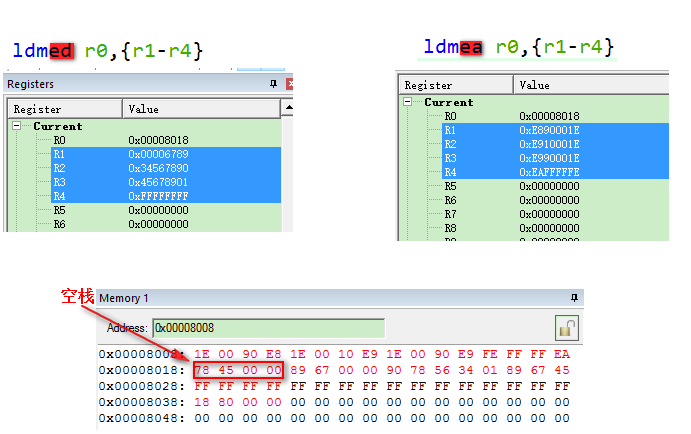 ldmed r0,{r1-r4}
Registers
Register Value
Current
R0 0x00008018
R1 0x00006789
R2 0x34567890
R3 0x45678901
R4 0xFFFFFFFF
R5 0x00000000
R6 0x00000000
ldmea r0,{r1-r4}
Register Value
Current
R0 0x00008018
R1 0xE890001E
R2 0xE910001E
R3 0xE990001E
R4 0xEAFFFFFE
R5 0x00000000
R6 0x00000000
R7 0x00000000
R8 0x00000000
空栈
Memory 1
Address: 0x00008008
0x00008008: 1E 00 90 E8 1E 00 10 E9 1E 00 90 E9 FE FF FF EA
0x00008018: 78 45 00 00 89 67 00 00 90 78 56 34 01 89 67 45
0x00008028: FF FF FF FF FF FF FF FF FF FF FF FF FF FF FF FF
0x00008038: 18 80 00 00 00 00 00 00 00 00 00 00 00 00 00 00
0x00008048: 00 00 00 00 00 00 00 00 00 00 00 00 00 00 00 00